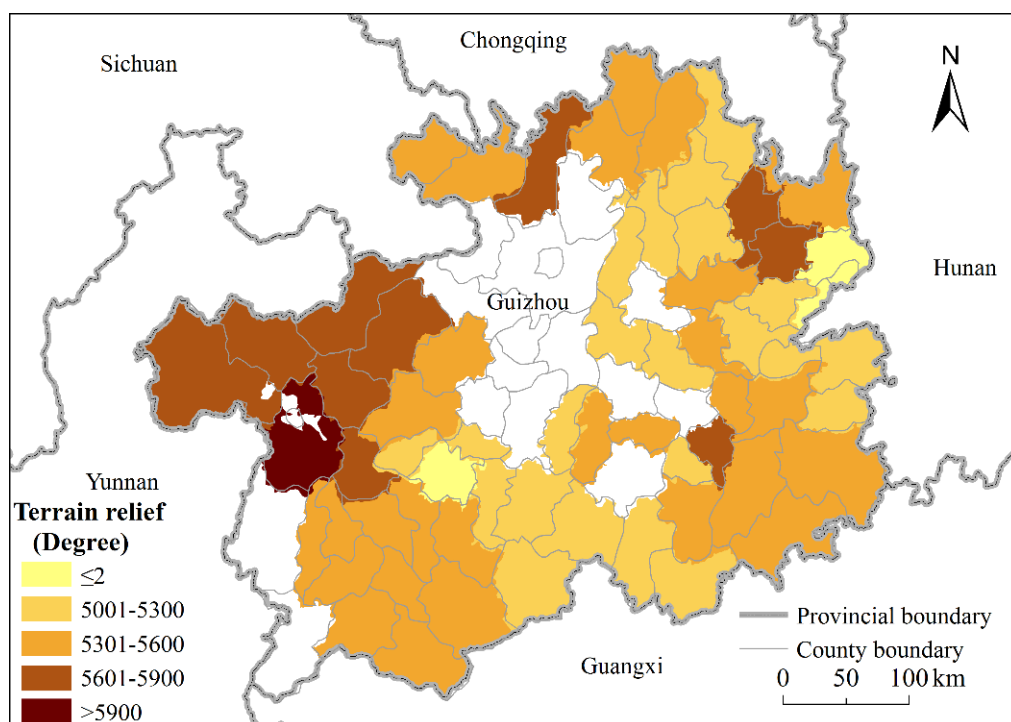 Chongqing
Sichuan
N
Hunan
Guizhou
Yunnan
Terrain relief
(Degree)
≤2
5001-5300
5301-5600
5601-5900
>5900
Guangxi
Provincial boundary
County boundary
0 50 100 km